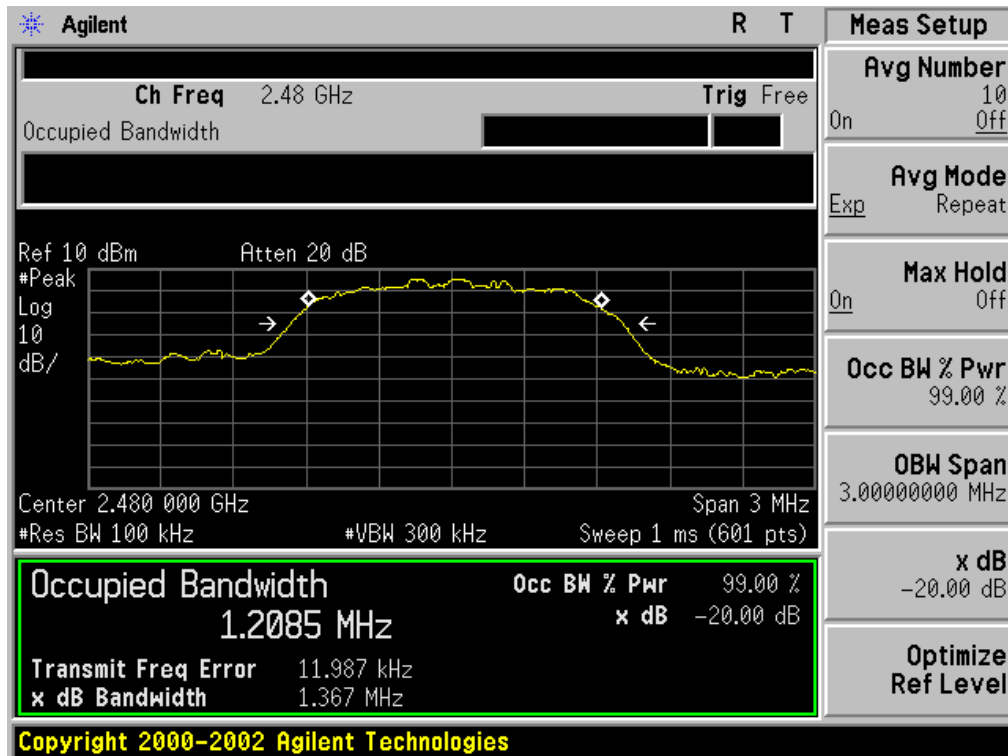 Agilent R T
Ch Freq 2.48 GHz Trig Free
Occupied Bandwidth
Ref 10 dBm Atten 20 dB
#Peak
Log
10
dB/
Center 2.480 000 GHz Span 3 MHz
#Res BW 100 kHz #VBW 300 kHz Sweep 1 ms (601 pts)
Occupied Bandwidth Occ BW % Pwr 99.00 %
1.2085 MHz x dB -20.00 dB
Transmit Freq Error 11.987 kHz
x dB Bandwidth 1.367 MHz
Copyright 2000-2002 Agilent Technologies
Meas Setup
Avg Number
10
On Off
Avg Mode
Exp Repeat
Max Hold
On Off
Occ BW % Pwr
99.00 %
OBW Span
3.00000000 MHz
x dB
-20.00 dB
Optimize
Ref Level